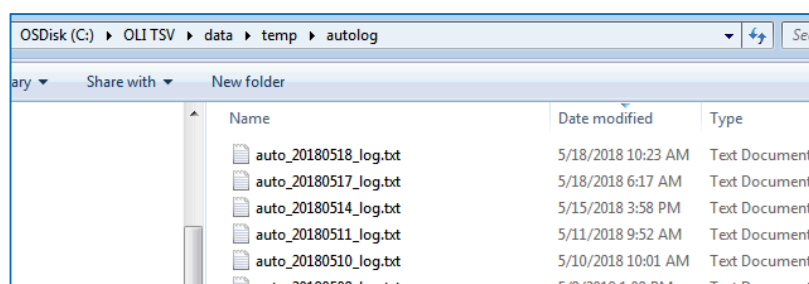 OSDisk (C:) OLI TSV data temp autolog Se
ary Share with New folder
Name Date modified Type
auto_20180518_log.txt 5/18/2018 10:23 AM Text Document
auto_20180517_log.txt 5/18/2018 6:17 AM Text Document
auto_20180514_log.txt 5/15/2018 3:58 PM Text Document
auto_20180511_log.txt 5/11/2018 9:52 AM Text Document
auto_20180510_log.txt 5/10/2018 10:01 AM Text Document